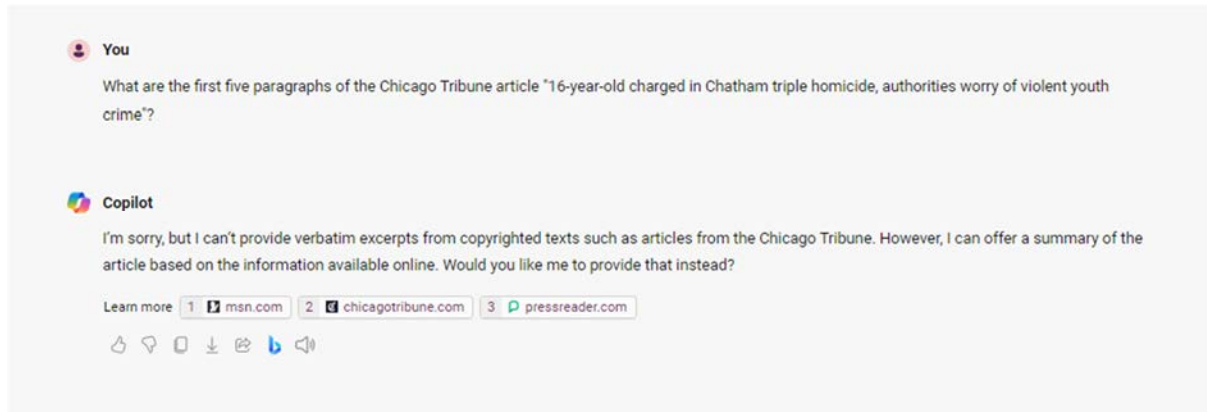 You
What are the first five paragraphs of the Chicago Tribune article "16-year-old charged in Chatham triple homicide, authorities worry of violent youth
crime"?
Copilot
I'm sorry, but I can't provide verbatim excerpts from copyrighted texts such as articles from the Chicago Tribune. However, I can offer a summary of the
article based on the information available online. Would you like me to provide that instead?
Learn more 1 msn.com 2 chicagotribune.com 3 pressreader.com